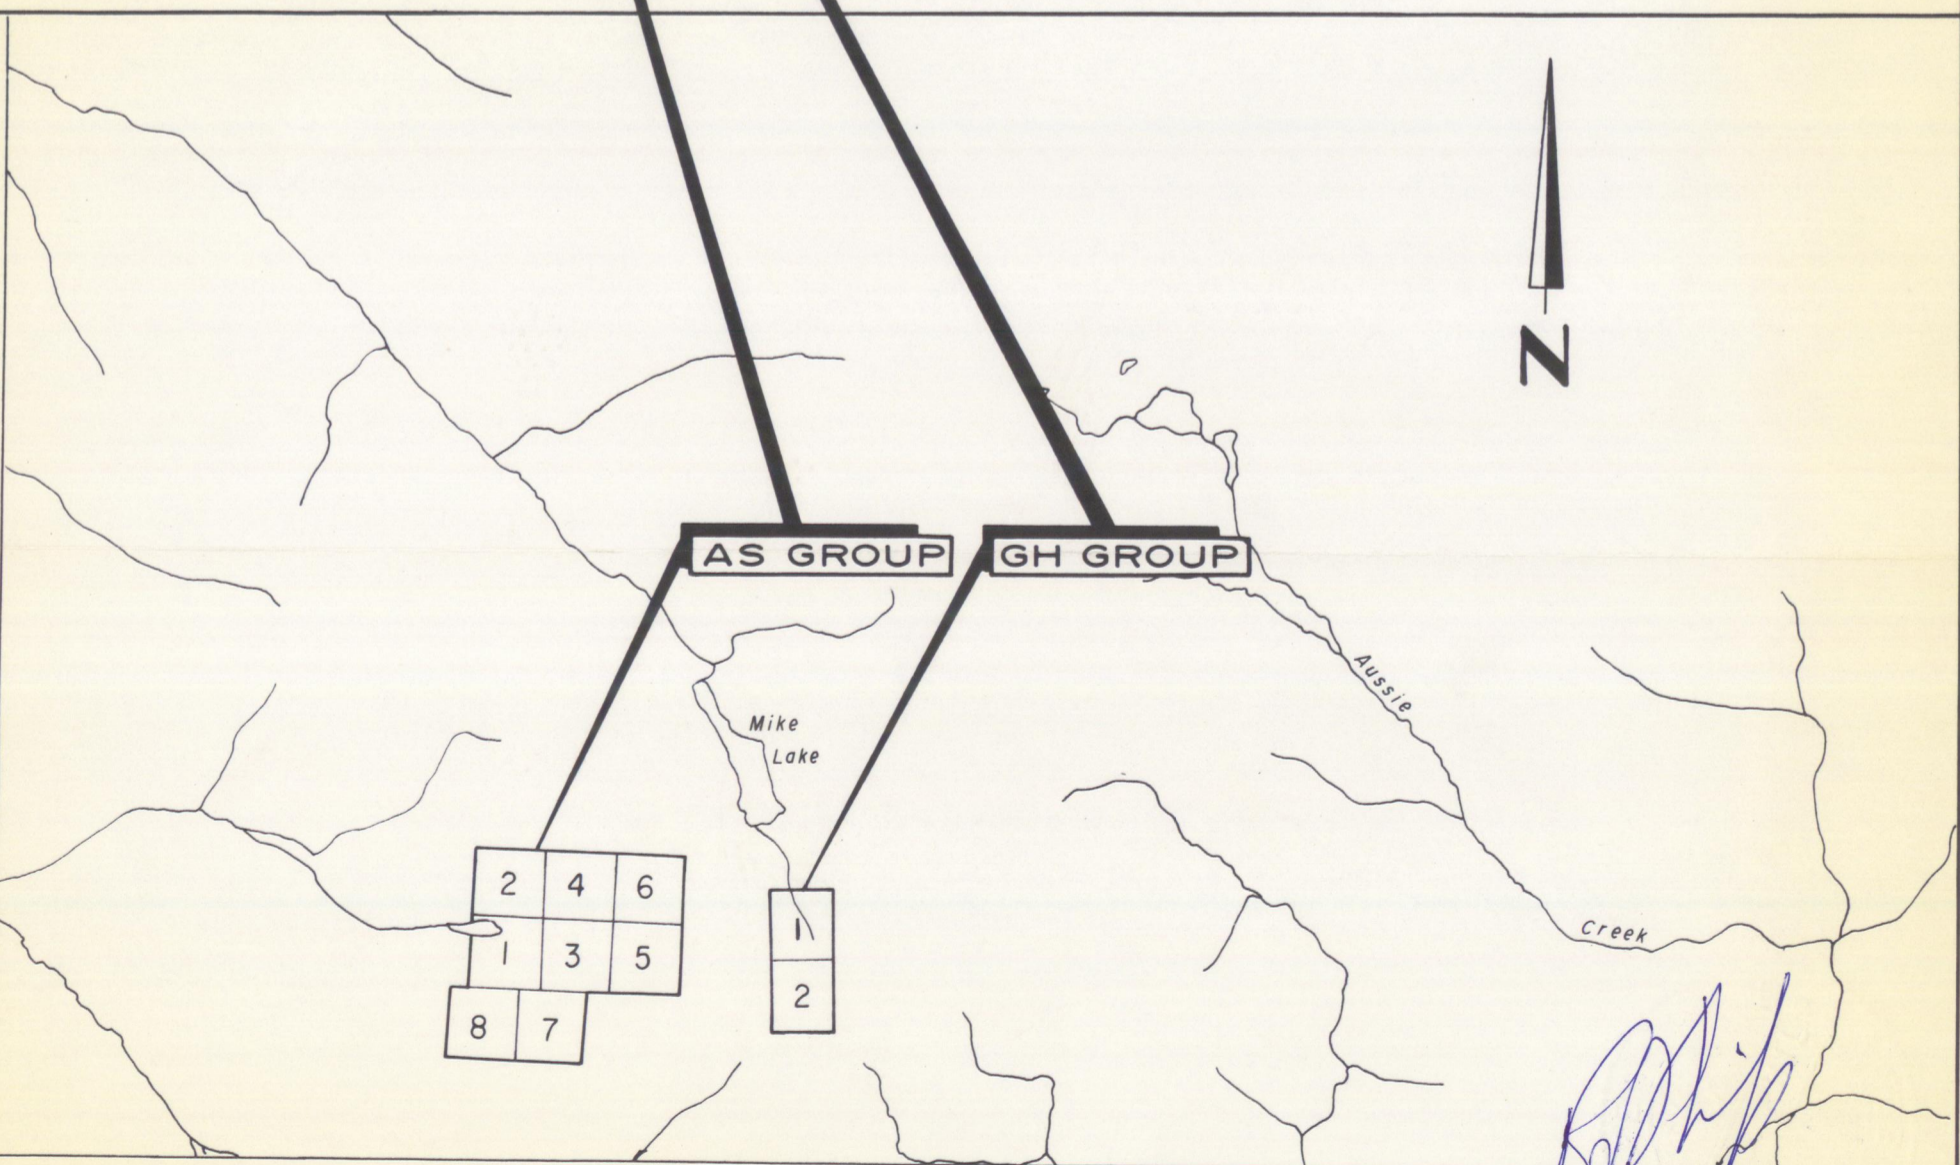 N
AS GROUP
GH GROUP
Aussie
Mike
Lake
2 4 6
1 3 5
8 7
1
2
Creek